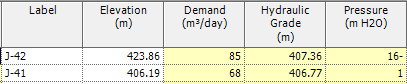 Label Elevation (m) Demand (m³/day) Hydraulic Grade (m) Pressure (m H2O)
J-42 423.86 85 407.36 16-
J-41 406.19 68 406.77 1